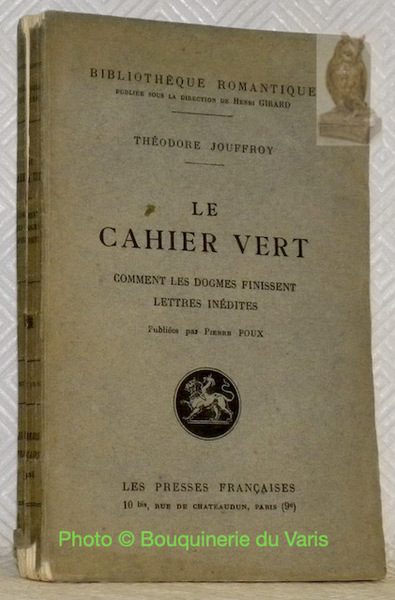 BIBLIOTHÈQUE ROMANTIQUE
PUBLIÉE SOUS LA DIRECTION DE HENRI GIRARD
THÉODORE JOUFFROY
LE
CAHIER VERT
COMMENT LES DOGMES FINISSENT
LETTRES INÉDITES
Publiées par PIERRE POUX
LES PRESSES FRANÇAISES
10 bis, RUE DE CHATEAUDUN, PARIS (9e)
Photo © Bouquinerie du Varis